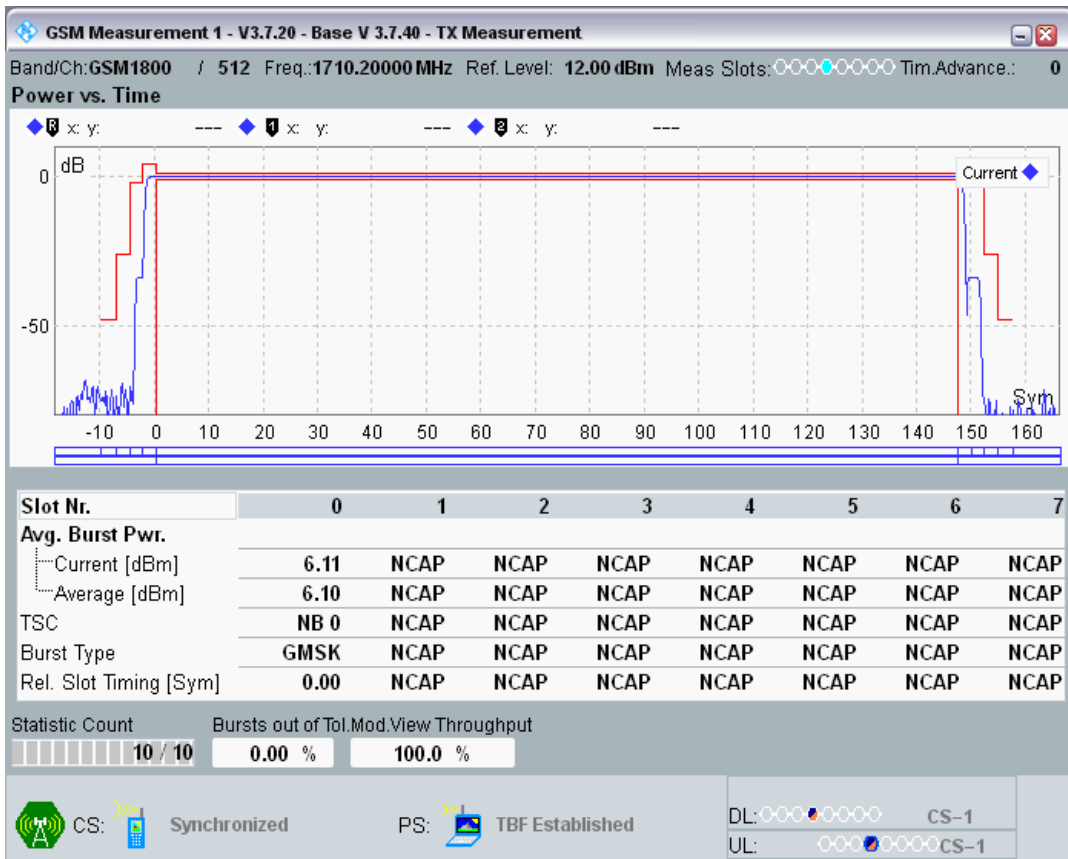 GSM Measurement 1 - V3.7.20 - Base V 3.7.40 - TX Measurement
Band/Ch:GSM1800 / 512 Freq.:1710.20000 MHz Ref. Level: 12.00 dBm Meas Slots: Tim.Advance.: 0
Power vs. Time
R x: y: --- 1 x: y: --- 2 x: y: ---
dB
Current
0
-50
Sym
-10 0 10 20 30 40 50 60 70 80 90 100 110 120 130 140 150 160
Slot Nr. 0 1 2 3 4 5 6 7
Avg. Burst Pwr.
Current [dBm] 6.11 NCAP NCAP NCAP NCAP NCAP NCAP NCAP
Average [dBm] 6.10 NCAP NCAP NCAP NCAP NCAP NCAP NCAP
TSC NB 0 NCAP NCAP NCAP NCAP NCAP NCAP NCAP
Burst Type GMSK NCAP NCAP NCAP NCAP NCAP NCAP NCAP
Rel. Slot Timing [Sym] 0.00 NCAP NCAP NCAP NCAP NCAP NCAP NCAP
Statistic Count Bursts out of Tol.Mod.View Throughput
10 / 10 0.00 % 100.0 %
CS: Synchronized PS: TBF Established
DL: CS-1
UL: CS-1